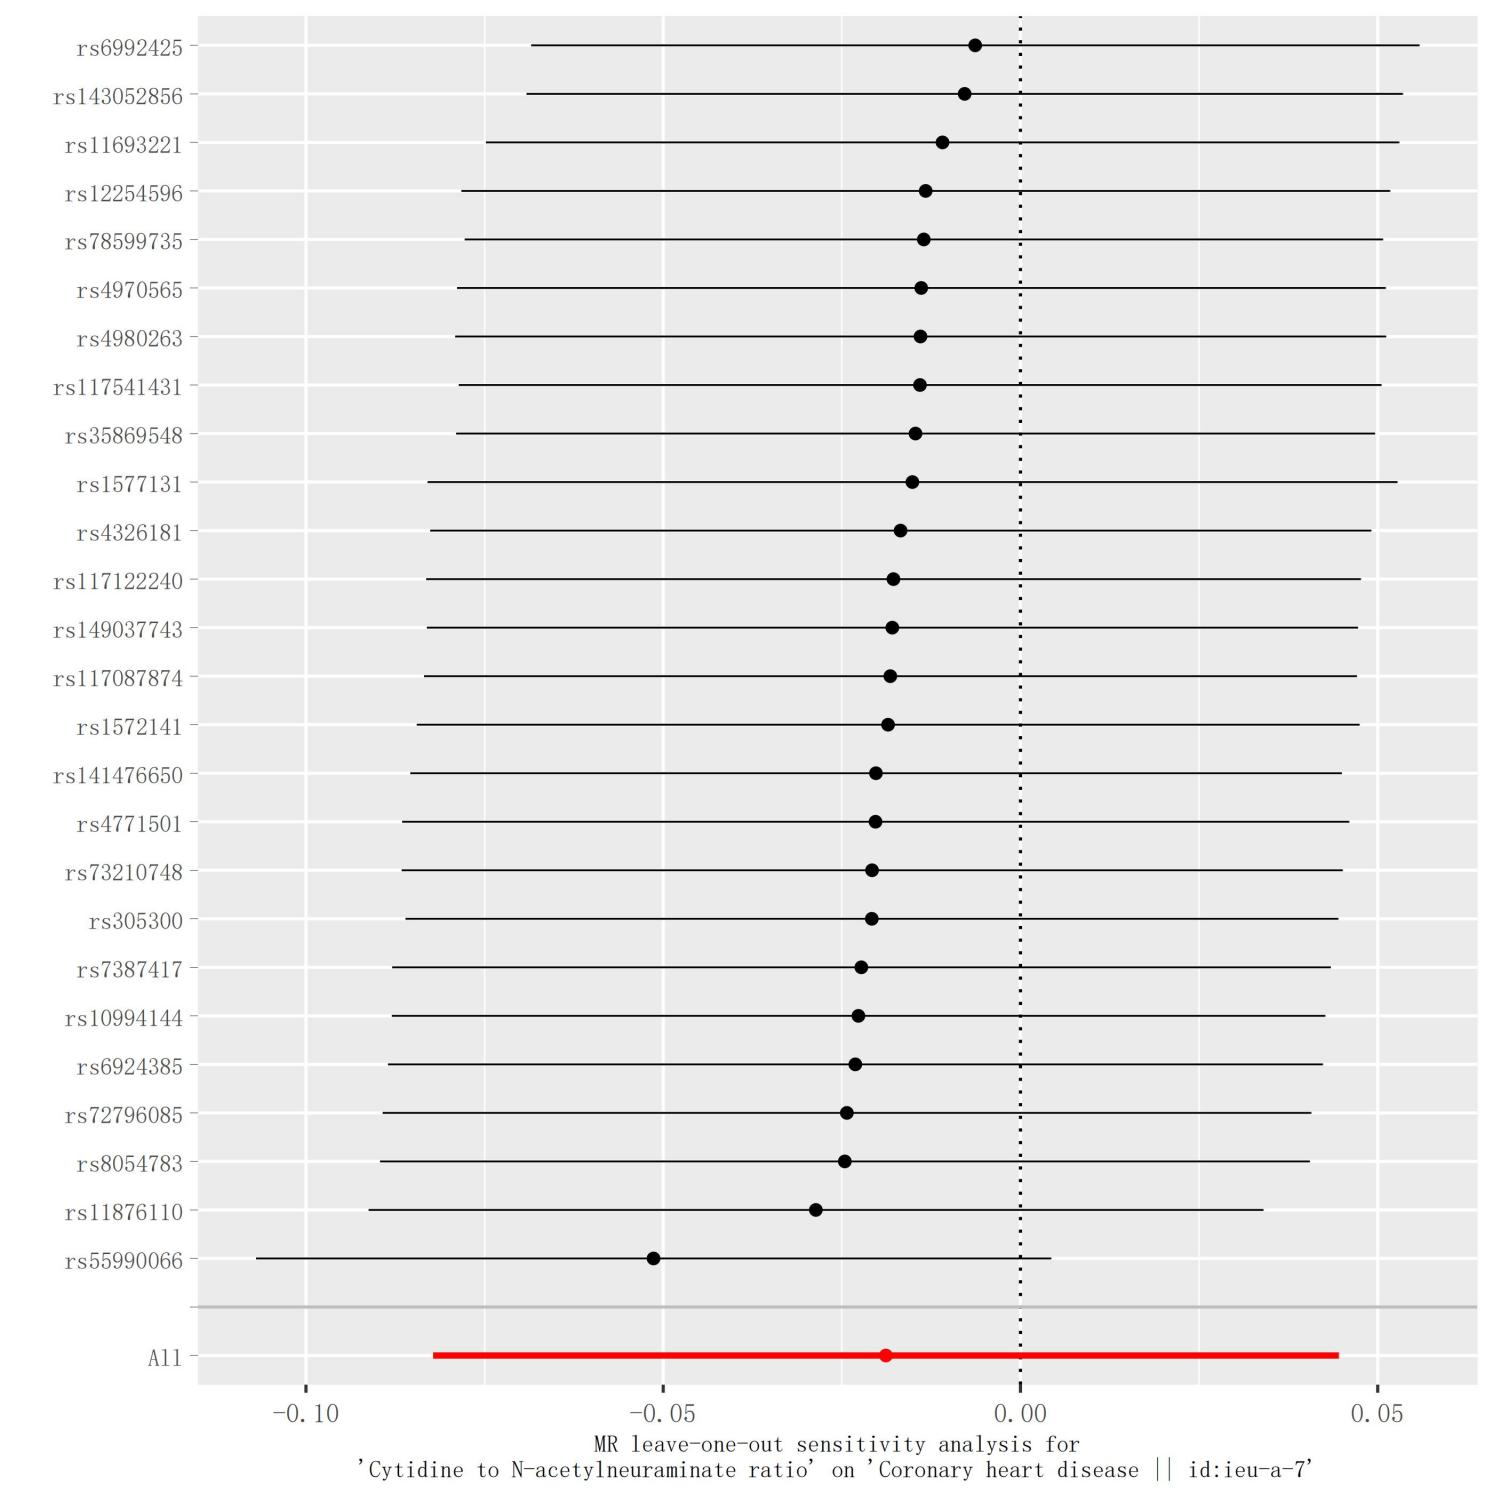 rs6992425
rs143052856
rs11693221
rs12254596
rs78599735
rs4970565
rs4980263
rs117541431
rs35869548
rs1577131
rs4326181
rs117122240
rs149037743
rs117087874
rs1572141
rs141476650
rs4771501
rs73210748
rs305300
rs7387417
rs10994144
rs6924385
rs72796085
rs8054783
rs11876110
rs55990066
All
-0.10 -0.05 0.00 0.05
MR leave-one-out sensitivity analysis for
'Cytidine to N-acetylneuraminate ratio' on 'Coronary heart disease || id:ieu-a-7'